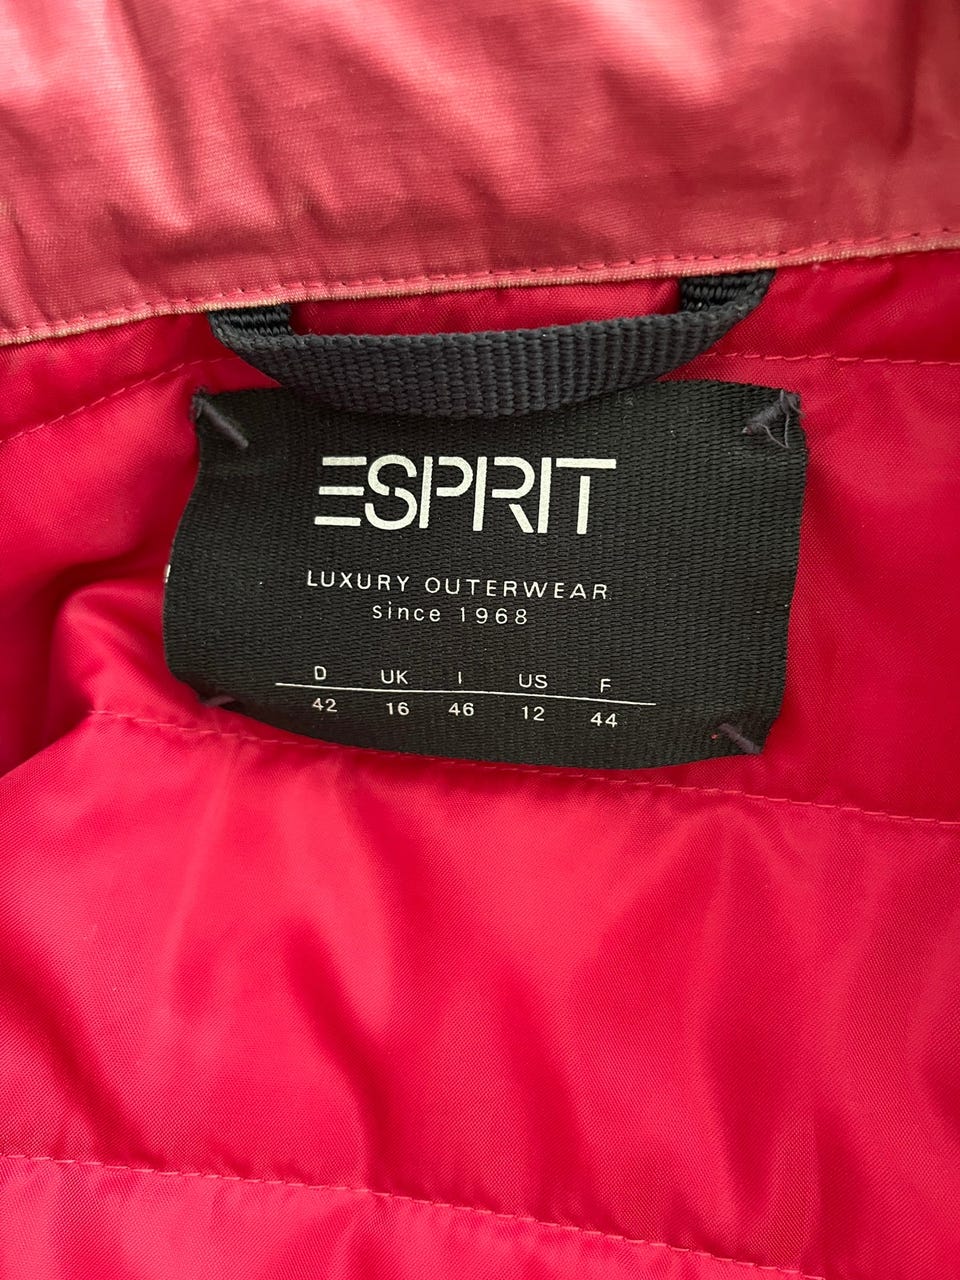 ESPRIT
LUXURY OUTERWEAR
since 1968
D UK I US F
42 16 46 12 44